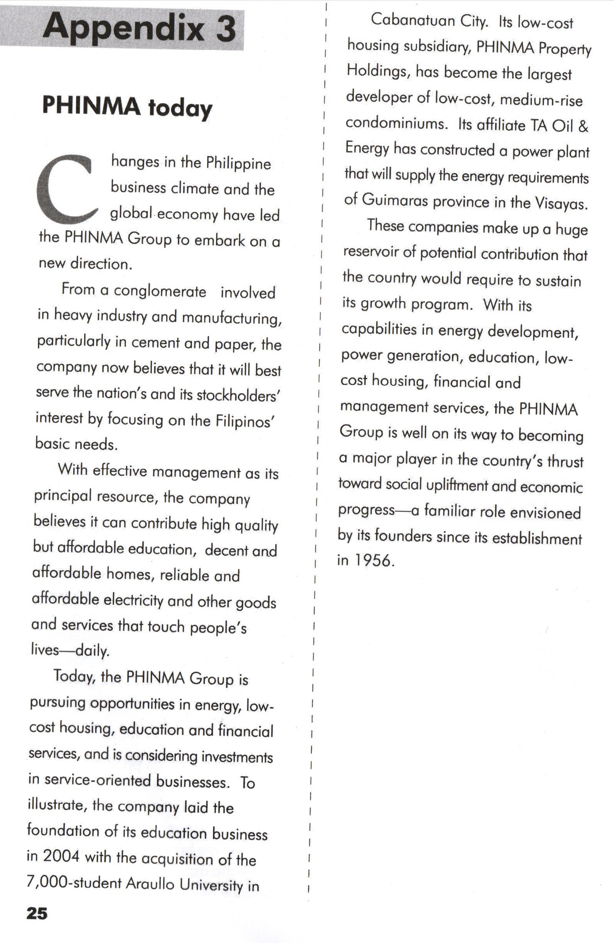 Appendix 3
PHINMA today
Changes in the Philippine
business climate and the
global economy have led
the PHINMA Group to embark on a
new direction.
From a conglomerate involved
in heavy industry and manufacturing,
particularly in cement and paper, the
company now believes that it will best
serve the nation's and its stockholders'
interest by focusing on the Filipinos'
basic needs.
With effective management as its
principal resource, the company
believes it can contribute high quality
but affordable education, decent and
affordable homes, reliable and
affordable electricity and other goods
and services that touch people's
lives—daily.
Today, the PHINMA Group is
pursuing opportunities in energy, low-
cost housing, education and financial
services, and is considering investments
in service-oriented businesses. To
illustrate, the company laid the
foundation of its education business
in 2004 with the acquisition of the
7,000-student Araullo University in
Cabanatuan City. Its low-cost
housing subsidiary, PHINMA Property
Holdings, has become the largest
developer of low-cost, medium-rise
condominiums. Its affiliate TA Oil &
Energy has constructed a power plant
that will supply the energy requirements
of Guimaras province in the Visayas.
These companies make up a huge
reservoir of potential contribution that
the country would require to sustain
its growth program. With its
capabilities in energy development,
power generation, education, low-
cost housing, financial and
management services, the PHINMA
Group is well on its way to becoming
a major player in the country's thrust
toward social upliftment and economic
progress—a familiar role envisioned
by its founders since its establishment
in 1956.
25